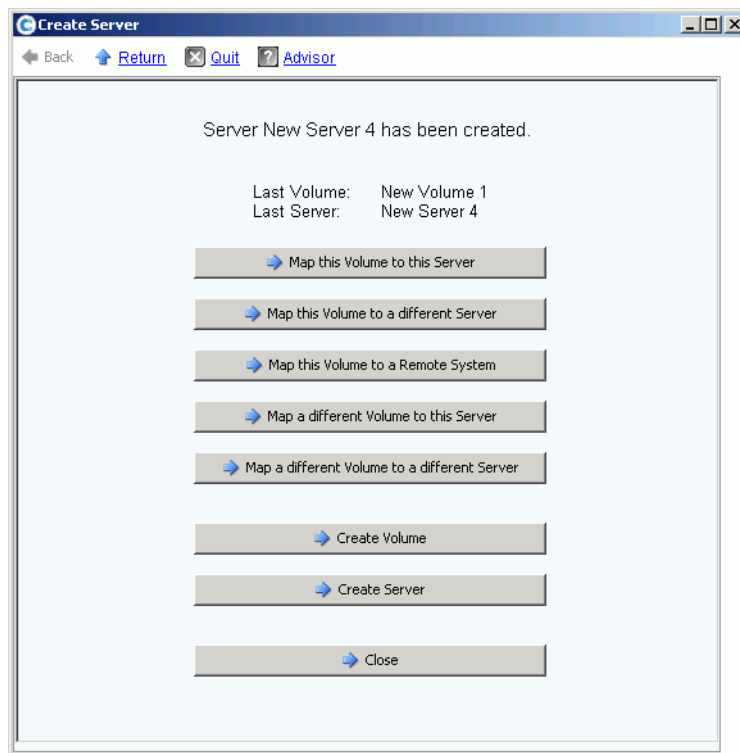 Create Server
Back Return Quit Advisor
Server New Server 4 has been created.
Last Volume: New Volume 1
Last Server: New Server 4
Map this Volume to this Server
Map this Volume to a different Server
Map this Volume to a Remote System
Map a different Volume to this Server
Map a different Volume to a different Server
Create Volume
Create Server
Close